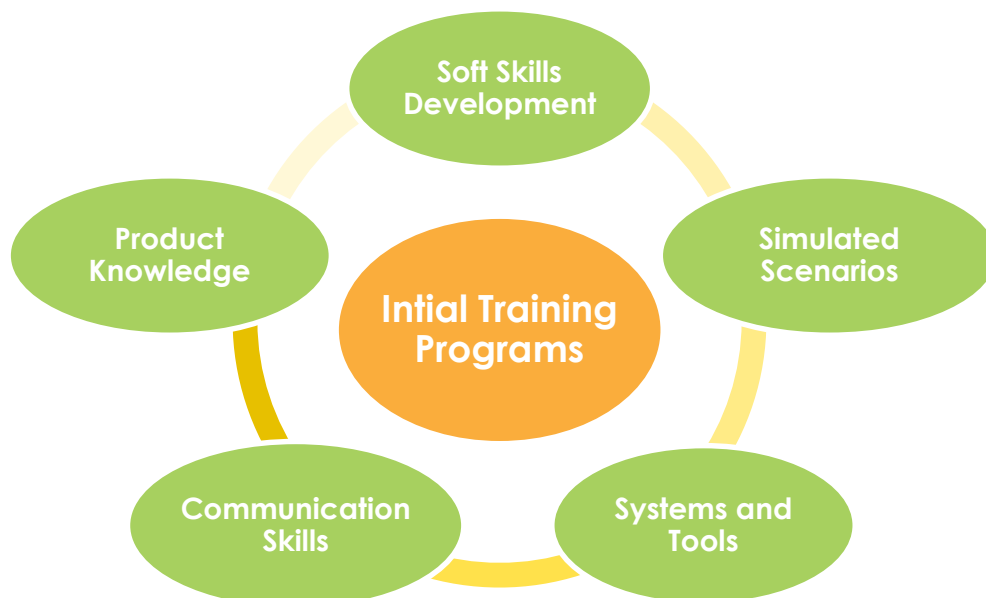 Soft Skills
Development
Product
Knowledge
Simulated
Scenarios
Intial Training
Programs
Communication
Skills
Systems and
Tools